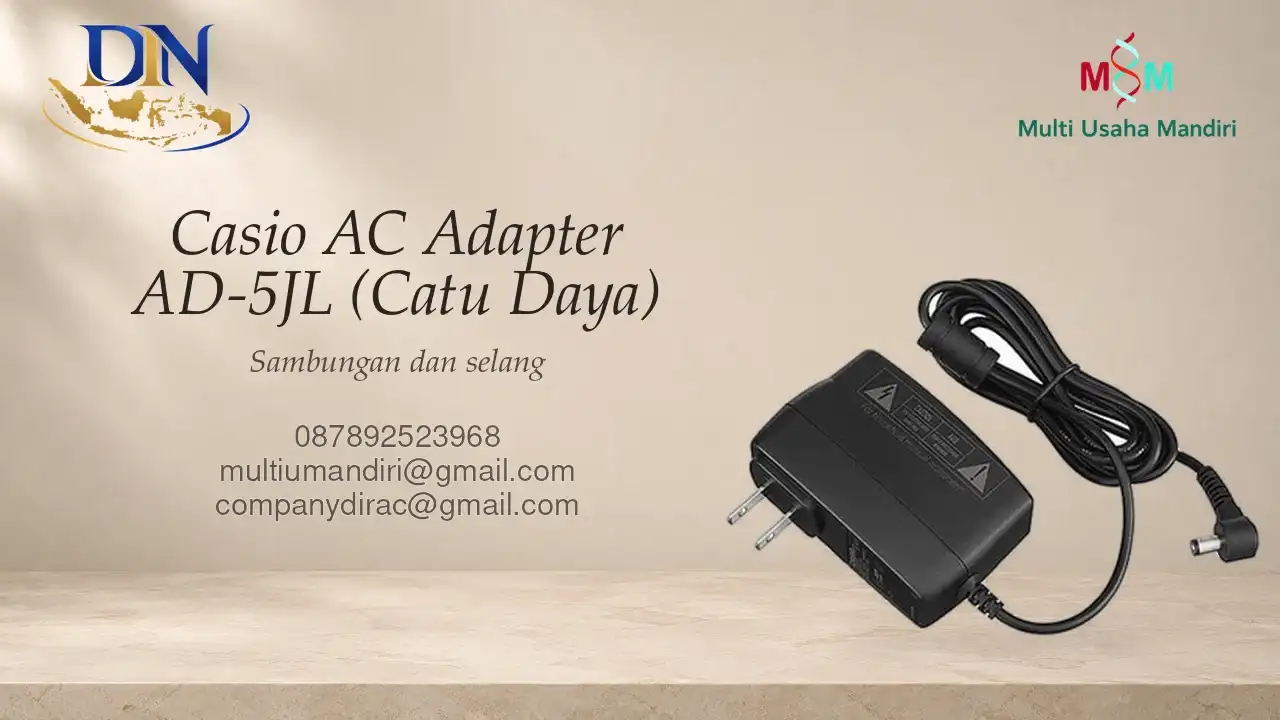 DN
MSM
Multi Usaha Mandiri
Casio AC Adapter
AD-5JL (Catu Daya)
Sambungan dan selang
087892523968
multiumandiri@gmail.com
companydirac@gmail.com